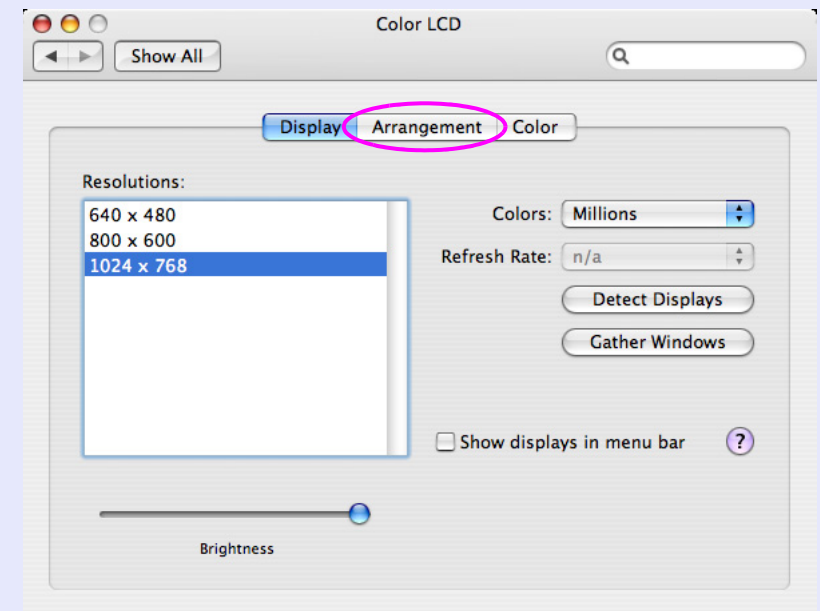 Color LCD
Show All
Display Arrangement Color
Resolutions:
640 x 480
800 x 600
1024 x 768
Colors: Millions
Refresh Rate: n/a
Detect Displays
Gather Windows
Show displays in menu bar ?
Brightness